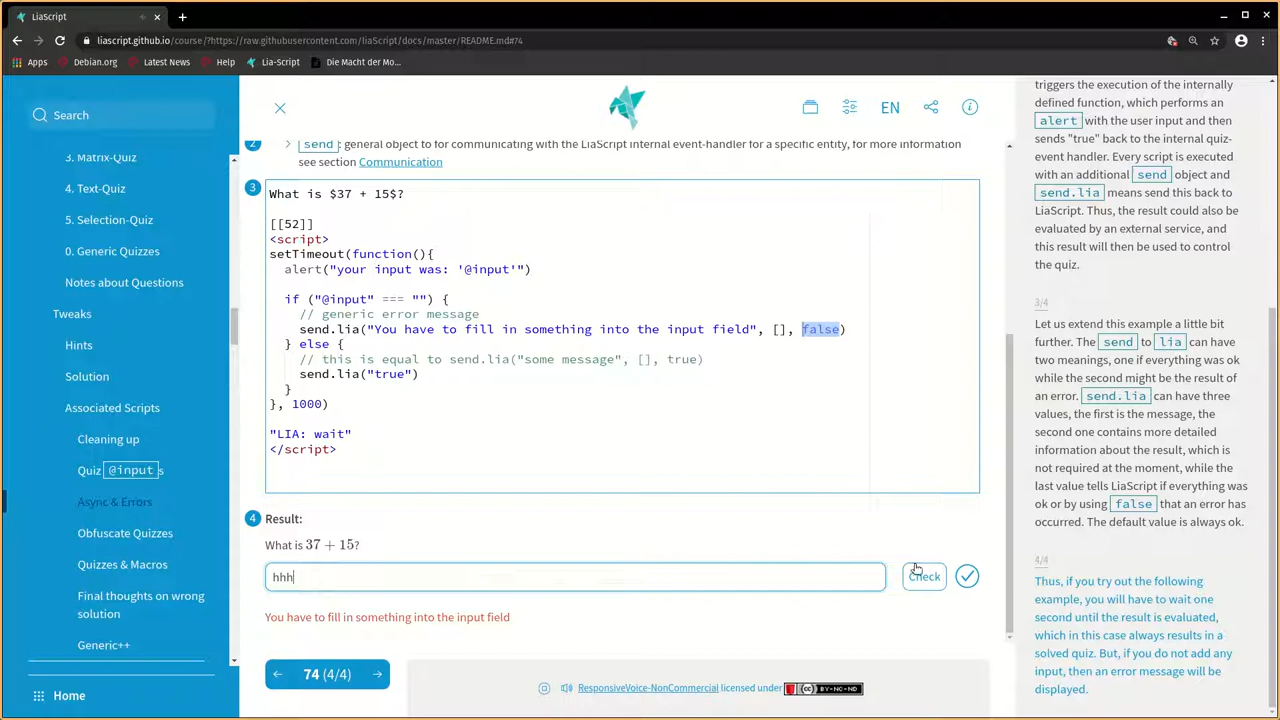 LiaScript
liascript.github.io/course/?https://raw.githubusercontent.com/liaScript/docs/master/README.md#74
Apps Debian.org Latest News Help Lia-Script Die Macht der Mo...
Search
3. Matrix-Quiz
4. Text-Quiz
5. Selection-Quiz
0. Generic Quizzes
Notes about Questions
Tweaks
Hints
Solution
Associated Scripts
Cleaning up
Quiz @input s
Async & Errors
Obfuscate Quizzes
Quizzes & Macros
Final thoughts on wrong
solution
Generic++
Home
EN
2 send : general object to for communicating with the LiaScript internal event-handler for a specific entity, for more information
see section Communication
3
What is $37 + 15$?
[[52]]
<script>
setTimeout(function(){
alert("your input was: '@input'")
if ("@input" === "") {
// generic error message
send.lia("You have to fill in something into the input field", [], false)
} else {
// this is equal to send.lia("some message", [], true)
send.lia("true")
}
}, 1000)
"LIA: wait"
</script>
4 Result:
What is 37 + 15?
hhh
Check
You have to fill in something into the input field
74 (4/4)
ResponsiveVoice-NonCommercial licensed under CC BY-NC-ND
triggers the execution of the internally
defined function, which performs an
alert with the user input and then
sends "true" back to the internal quiz-
event handler. Every script is executed
with an additional send object and
send.lia means send this back to
LiaScript. Thus, the result could also be
evaluated by an external service, and
this result will then be used to control
the quiz.
3/4
Let us extend this example a little bit
further. The send to lia can have
two meanings, one if everything was ok
while the second might be the result of
an error. send.lia can have three
values, the first is the message, the
second one contains more detailed
information about the result, which is
not required at the moment, while the
last value tells LiaScript if everything was
ok or by using false that an error has
occurred. The default value is always ok.
4/4
Thus, if you try out the following
example, you will have to wait one
second until the result is evaluated,
which in this case always results in a
solved quiz. But, if you do not add any
input, then an error message will be
displayed.